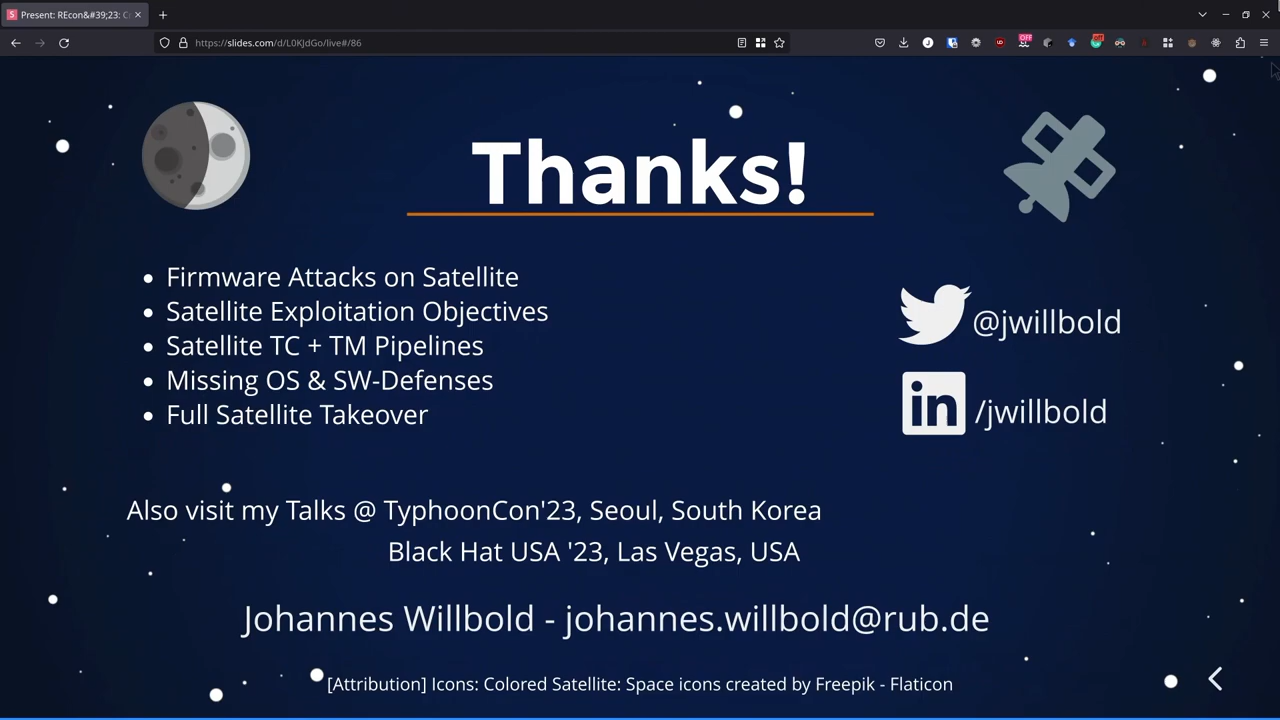 Present: REcon&#39;23: C
https://slides.com/d/L0KJdGo/live#/86
OFF
Thanks!
Firmware Attacks on Satellite
Satellite Exploitation Objectives
Satellite TC + TM Pipelines
Missing OS & SW-Defenses
Full Satellite Takeover
@jwillbold
in /jwillbold
Also visit my Talks @ TyphoonCon'23, Seoul, South Korea
Black Hat USA '23, Las Vegas, USA
Johannes Willbold - johannes.willbold@rub.de
[Attribution] Icons: Colored Satellite: Space icons created by Freepik - Flaticon